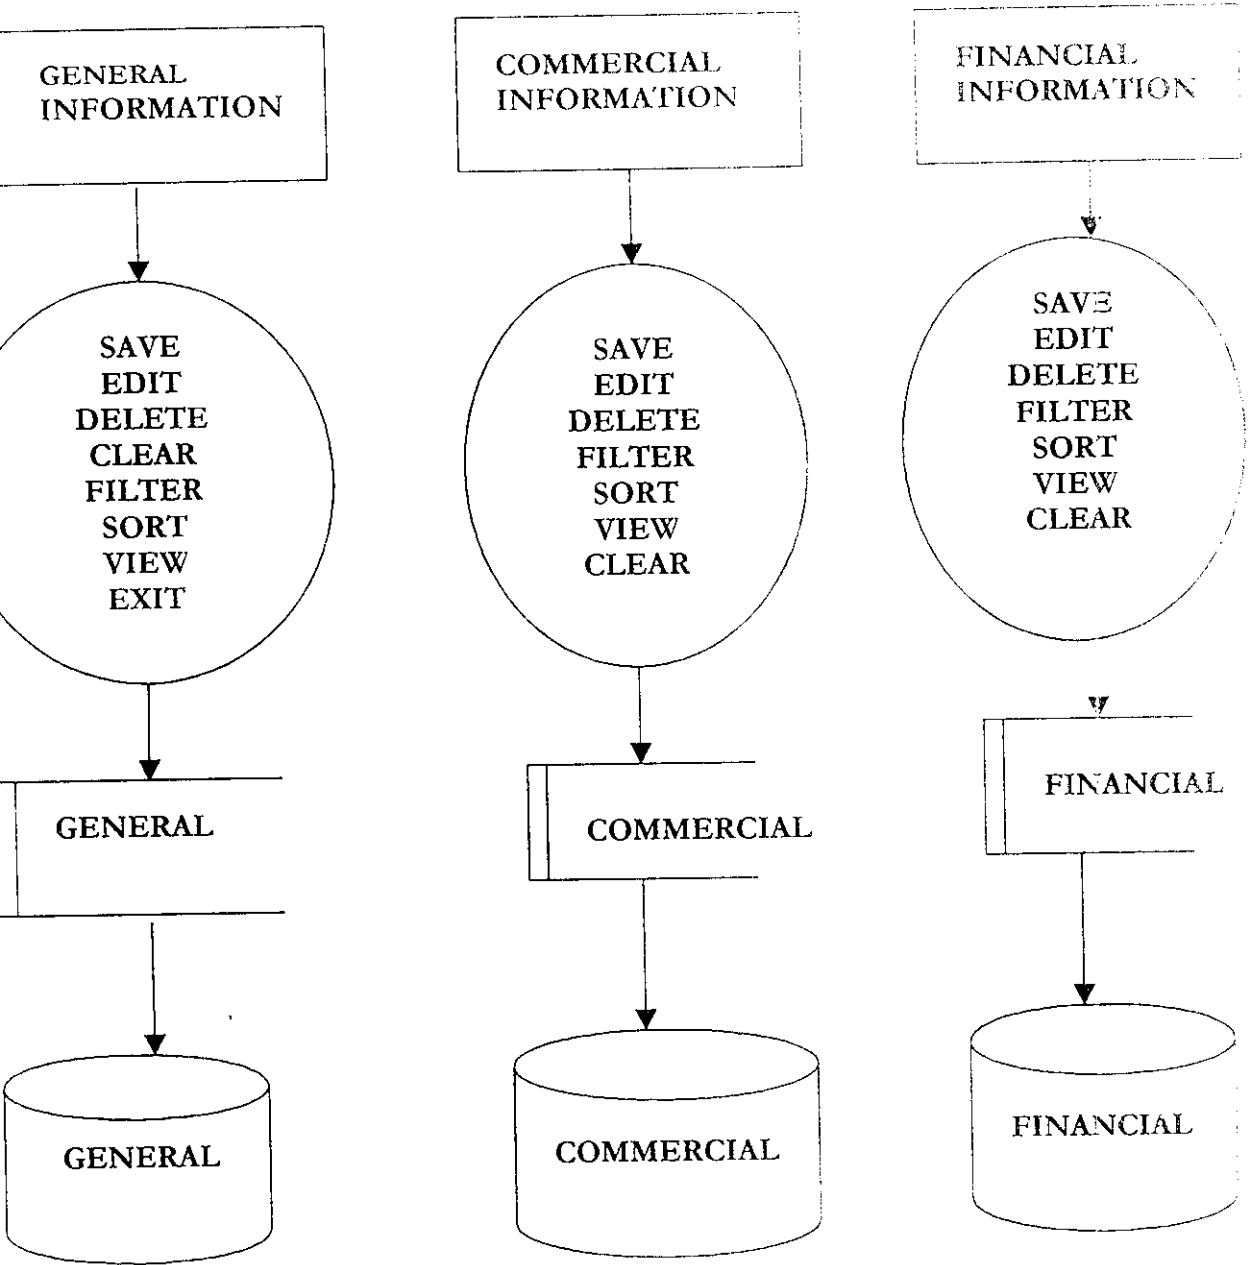 GENERAL
INFORMATION
COMMERCIAL
INFORMATION
FINANCIAL
INFORMATION
SAVE
EDIT
DELETE
CLEAR
FILTER
SORT
VIEW
EXIT
SAVE
EDIT
DELETE
FILTER
SORT
VIEW
CLEAR
SAVE
EDIT
DELETE
FILTER
SORT
VIEW
CLEAR
GENERAL
COMMERCIAL
FINANCIAL
GENERAL
COMMERCIAL
FINANCIAL